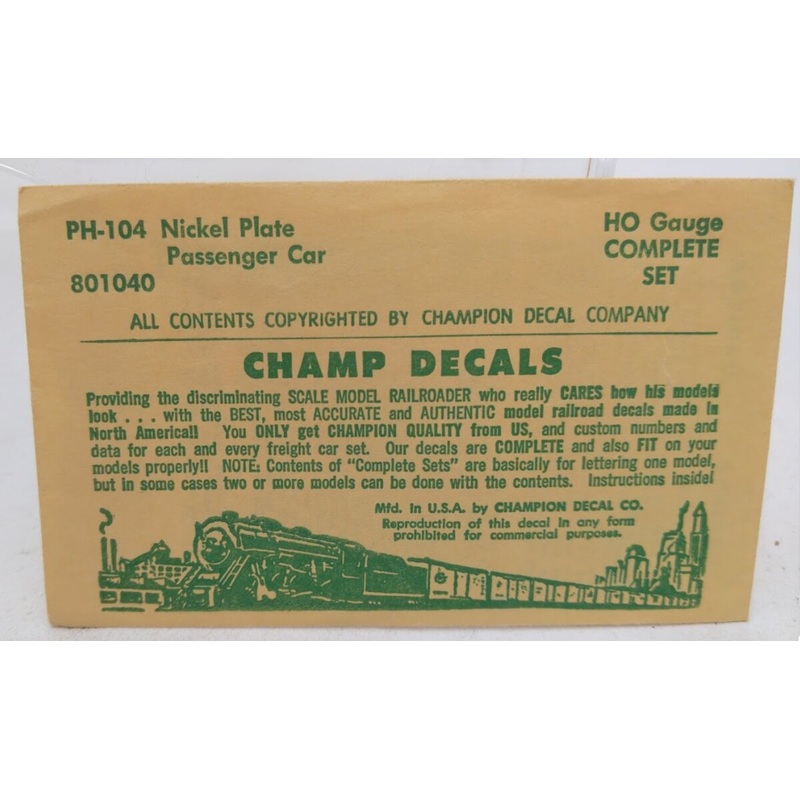 PH-104 Nickel Plate
Passenger Car
801040
HO Gauge
COMPLETE
SET
ALL CONTENTS COPYRIGHTED BY CHAMPION DECAL COMPANY
CHAMP DECALS
Providing the discriminating SCALE MODEL RAILROADER who really CARES how his models
look . . . with the BEST, most ACCURATE and AUTHENTIC model railroad decals made in
North America!! You ONLY get CHAMPION QUALITY from US, and custom numbers and
data for each and every freight car set. Our decals are COMPLETE and also FIT on your
models properly!! NOTE: Contents of "Complete Sets" are basically for lettering one model,
but in some cases two or more models can be done with the contents. Instructions inside!
Mfd. In U.S.A. by CHAMPION DECAL CO.
Reproduction of this decal in any form
prohibited for commercial purposes.